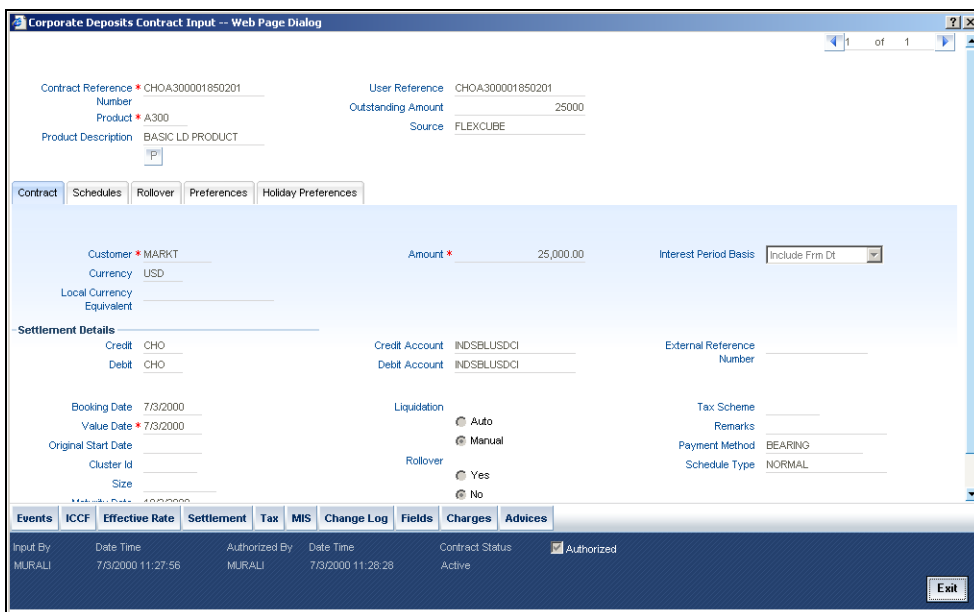 Corporate Deposits Contract Input -- Web Page Dialog
1 of 1
Contract Reference Number * CHOA300001850201
User Reference CHOA300001850201
Product * A300
Outstanding Amount 25000
Product Description BASIC LD PRODUCT
Source FLEXCUBE
P
Contract Schedules Rollover Preferences Holiday Preferences
Customer * MARKT
Amount * 25,000.00
Interest Period Basis Include Frm Dt
Currency USD
Local Currency Equivalent
Settlement Details
Credit CHO
Credit Account INDSBLUSDCI
External Reference Number
Debit CHO
Debit Account INDSBLUSDCI
Booking Date 7/3/2000
Liquidation
Tax Scheme
Value Date * 7/3/2000
Auto
Remarks
Original Start Date
Manual
Payment Method BEARING
Cluster Id
Rollover
Schedule Type NORMAL
Size
Yes
Maturity Date
No
Events ICCF Effective Rate Settlement Tax MIS Change Log Fields Charges Advices
Input By Date Time Authorized By Date Time Contract Status Authorized
MURALI 7/3/2000 11:27:56 MURALI 7/3/2000 11:28:28 Active
Exit